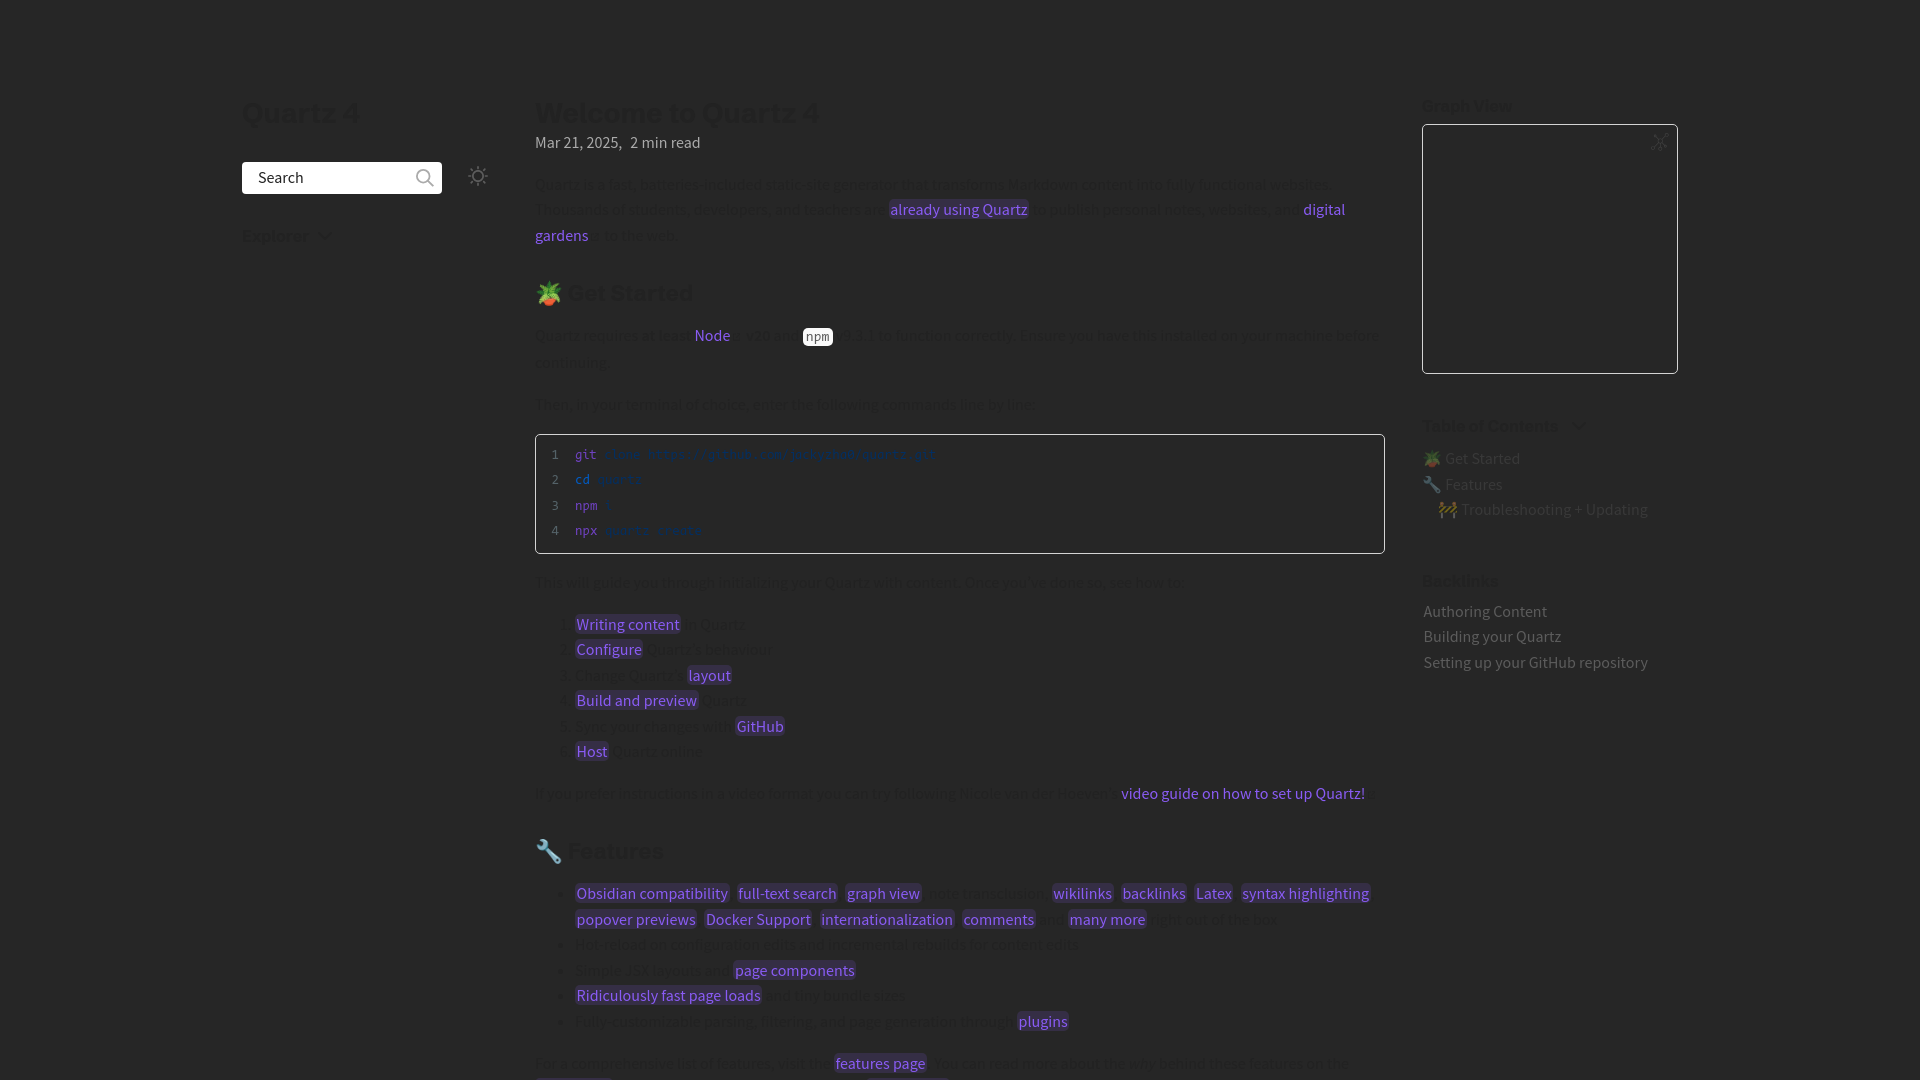 Quartz 4
Search
Explorer
Welcome to Quartz 4
Mar 21, 2025, 2 min read
Quartz is a fast, batteries-included static-site generator that transforms Markdown content into fully functional websites.
Thousands of students, developers, and teachers are already using Quartz to publish personal notes, websites, and digital
gardens to the web.
🪴 Get Started
Quartz requires at least Node v20 and npm v9.3.1 to function correctly. Ensure you have this installed on your machine before
continuing.
Then, in your terminal of choice, enter the following commands line by line:
1 git clone https://github.com/jackyzha0/quartz.git
2 cd quartz
3 npm i
4 npx quartz create
This will guide you through initializing your Quartz with content. Once you've done so, see how to:
1. Writing content in Quartz
2. Configure Quartz's behaviour
3. Change Quartz's layout
4. Build and preview Quartz
5. Sync your changes with GitHub
6. Host Quartz online
If you prefer instructions in a video format you can try following Nicole van der Hoeven's video guide on how to set up Quartz!
🔧 Features
Obsidian compatibility, full-text search, graph view, note transclusion, wikilinks, backlinks, Latex, syntax highlighting,
popover previews, Docker Support, internationalization, comments and many more right out of the box
Hot-reload on configuration edits and incremental rebuilds for content edits
Simple JSX layouts and page components
Ridiculously fast page loads and tiny bundle sizes
Fully-customizable parsing, filtering, and page generation through plugins
For a comprehensive list of features, visit the features page. You can read more about the why behind these features on the
Graph View
Table of Contents
🪴 Get Started
🔧 Features
🚧 Troubleshooting + Updating
Backlinks
Authoring Content
Building your Quartz
Setting up your GitHub repository